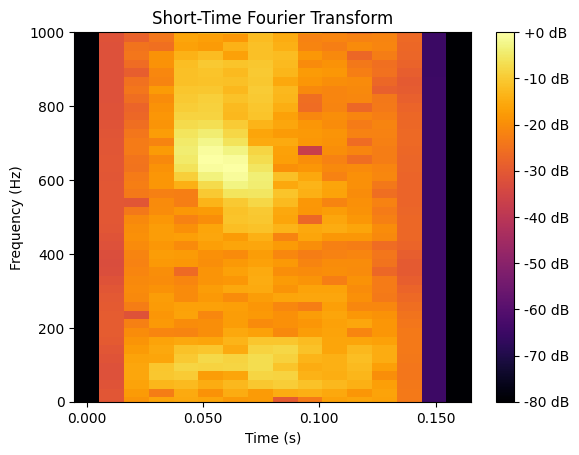 Short-Time Fourier Transform
1000
800
600
400
200
0
Frequency (Hz)
0.000
0.050
0.100
0.150
Time (s)
+0 dB
-10 dB
-20 dB
-30 dB
-40 dB
-50 dB
-60 dB
-70 dB
-80 dB